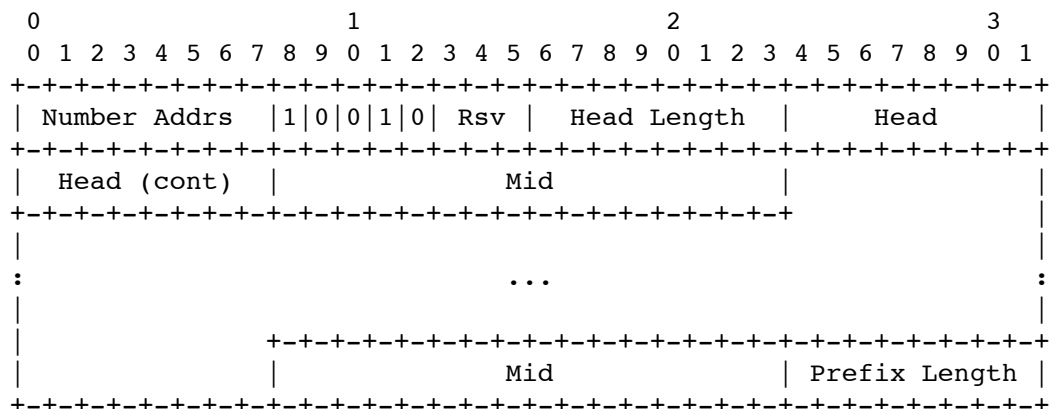 0                   1                   2                   3
 0 1 2 3 4 5 6 7 8 9 0 1 2 3 4 5 6 7 8 9 0 1 2 3 4 5 6 7 8 9 0 1
+-+-+-+-+-+-+-+-+-+-+-+-+-+-+-+-+-+-+-+-+-+-+-+-+-+-+-+-+-+-+-+-+
| Number Addrs  |1|0|0|1|0| Rsv |  Head Length  |     Head      |
+-+-+-+-+-+-+-+-+-+-+-+-+-+-+-+-+-+-+-+-+-+-+-+-+-+-+-+-+-+-+-+-+
|  Head (cont)  |              Mid              |               |
+-+-+-+-+-+-+-+-+-+-+-+-+-+-+-+-+-+-+-+-+-+-+-+-+               |
|                                                               |
:                              ...                              :
|                                                               |
|               +-+-+-+-+-+-+-+-+-+-+-+-+-+-+-+-+-+-+-+-+-+-+-+-+
|               |              Mid              | Prefix Length |
+-+-+-+-+-+-+-+-+-+-+-+-+-+-+-+-+-+-+-+-+-+-+-+-+-+-+-+-+-+-+-+-+